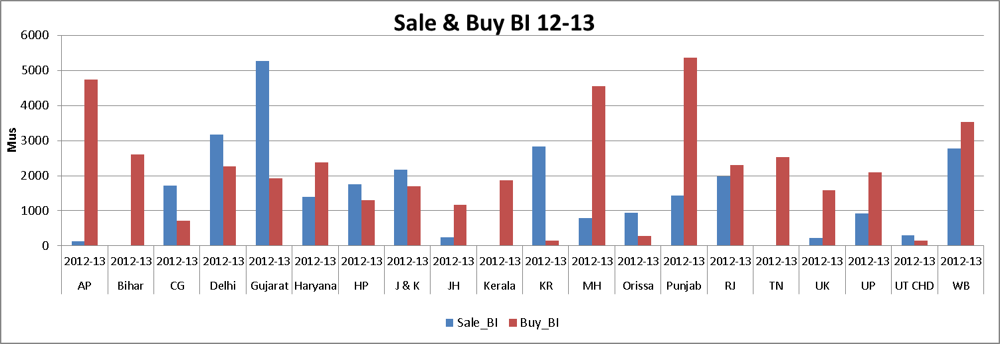 Sale & Buy BI 12-13
6000
5000
4000
3000
2000
1000
0
Mus
2012-13 2012-13 2012-13 2012-13 2012-13 2012-13 2012-13 2012-13 2012-13 2012-13 2012-13 2012-13 2012-13 2012-13 2012-13 2012-13 2012-13 2012-13 2012-13 2012-13
AP Bihar CG Delhi Gujarat Haryana HP J & K JH Kerala KR MH Orissa Punjab RJ TN UK UP UT CHD WB
Sale_BI Buy_BI